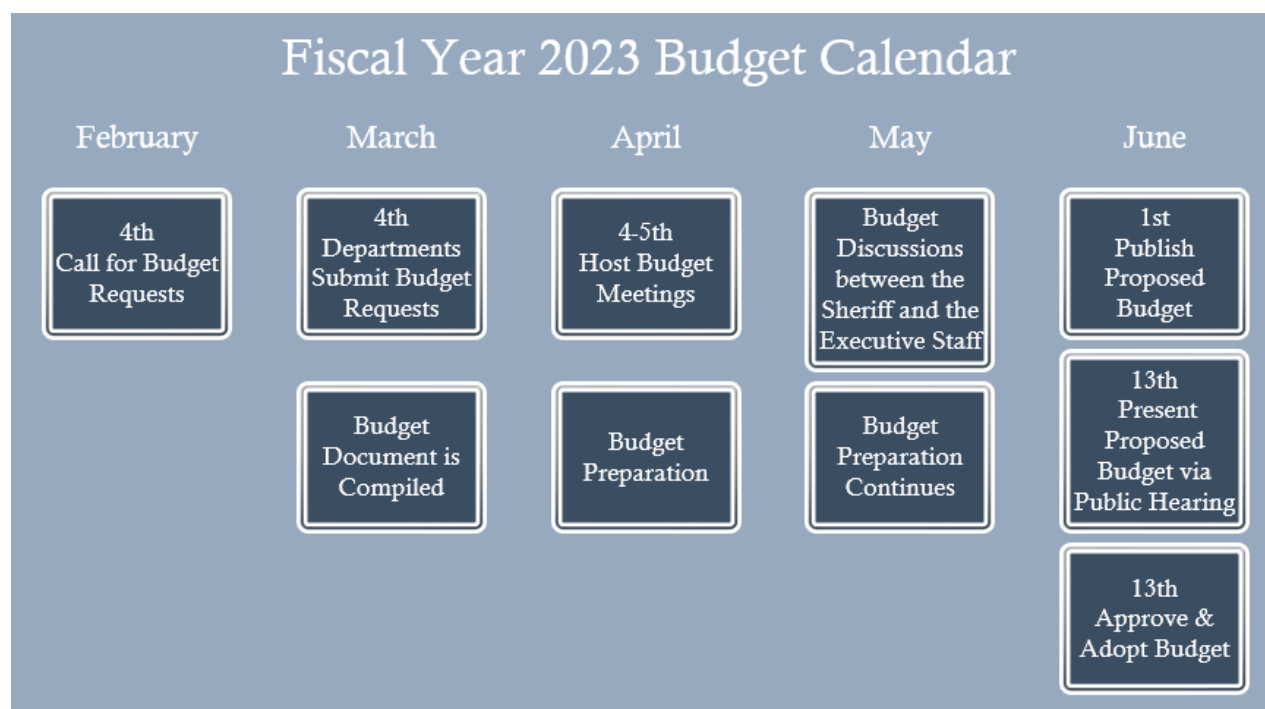 Fiscal Year 2023 Budget Calendar
February
4th
Call for Budget
Requests
March
4th
Departments
Submit Budget
Requests
Budget
Document is
Compiled
April
4-5th
Host Budget
Meetings
Budget
Preparation
May
Budget
Discussions
between the
Sheriff and the
Executive Staff
Budget
Preparation
Continues
June
1st
Publish
Proposed
Budget
13th
Present
Proposed
Budget via
Public Hearing
13th
Approve &
Adopt Budget